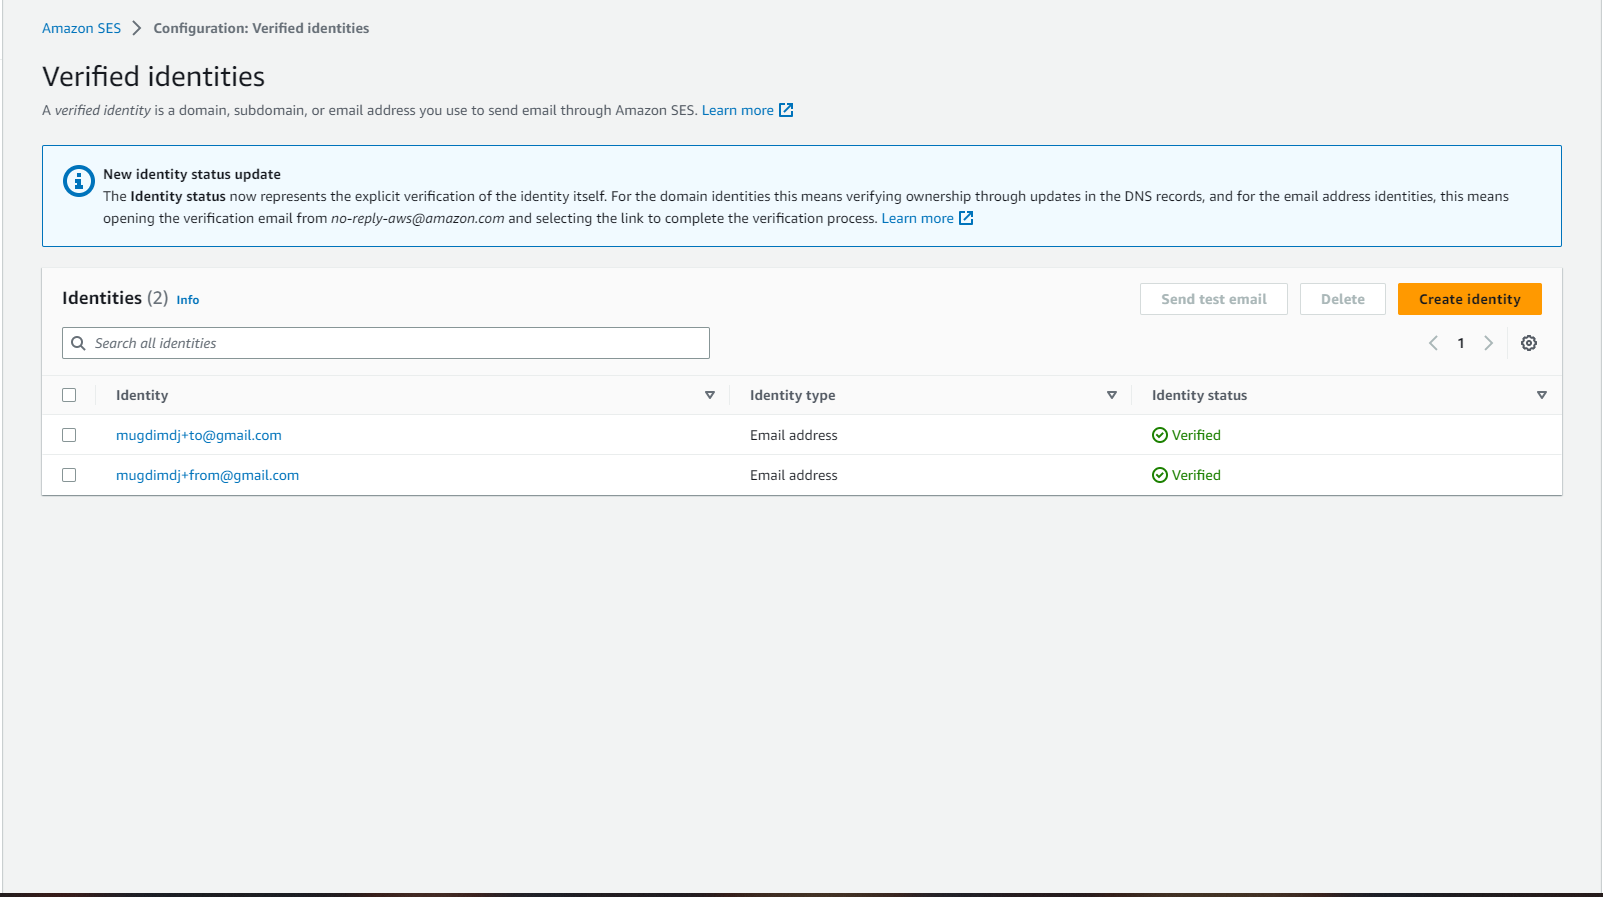 Amazon SES > Configuration: Verified identities
Verified identities
A verified identity is a domain, subdomain, or email address you use to send email through Amazon SES. Learn more
New identity status update
The Identity status now represents the explicit verification of the identity itself. For the domain identities this means verifying ownership through updates in the DNS records, and for the email address identities, this means
opening the verification email from no-reply-aws@amazon.com and selecting the link to complete the verification process. Learn more
Identities (2) Info
Send test email Delete Create identity
Search all identities
1
Identity Identity type Identity status
mugdimdj+to@gmail.com Email address Verified
mugdimdj+from@gmail.com Email address Verified